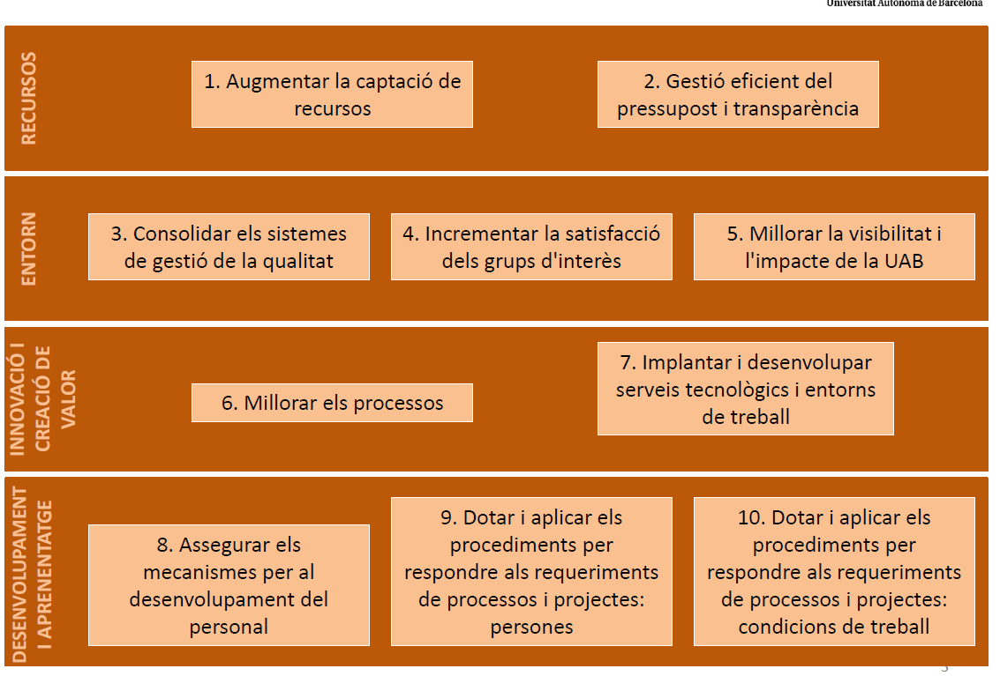 Universitat Autònoma de Barcelona
RECURSOS
1. Augmentar la captació de
recursos
2. Gestió eficient del
pressupost i transparència
ENTORN
3. Consolidar els sistemes
de gestió de la qualitat
4. Incrementar la satisfacció
dels grups d'interès
5. Millorar la visibilitat i
l'impacte de la UAB
INNOVACIÓ I
CREACIÓ DE
VALOR
6. Millorar els processos
7. Implantar i desenvolupar
serveis tecnològics i entorns
de treball
DESENVOLUPAMENT
I APRENENTATGE
8. Assegurar els
mecanismes per al
desenvolupament del
personal
9. Dotar i aplicar els
procediments per
respondre als requeriments
de processos i projectes:
persones
10. Dotar i aplicar els
procediments per
respondre als requeriments
de processos i projectes:
condicions de treball